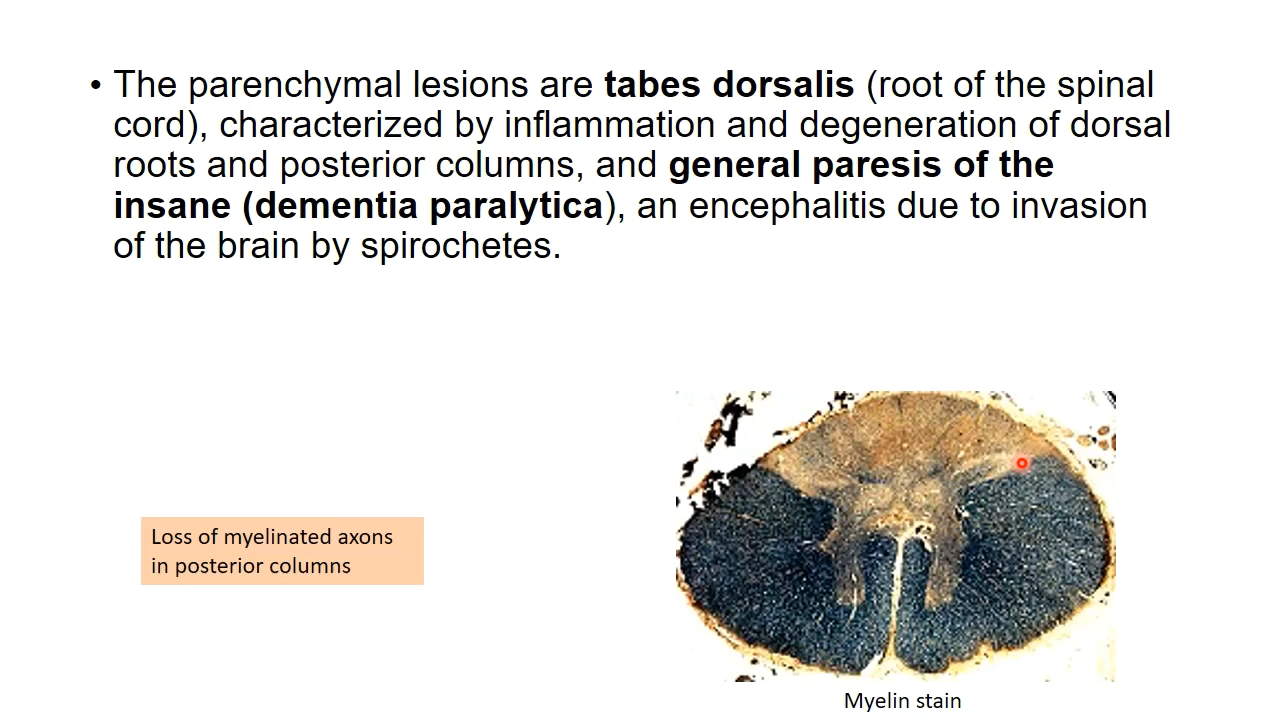 • The parenchymal lesions are tabes dorsalis (root of the spinal
cord), characterized by inflammation and degeneration of dorsal
roots and posterior columns, and general paresis of the
insane (dementia paralytica), an encephalitis due to invasion
of the brain by spirochetes.
Loss of myelinated axons
in posterior columns
Myelin stain